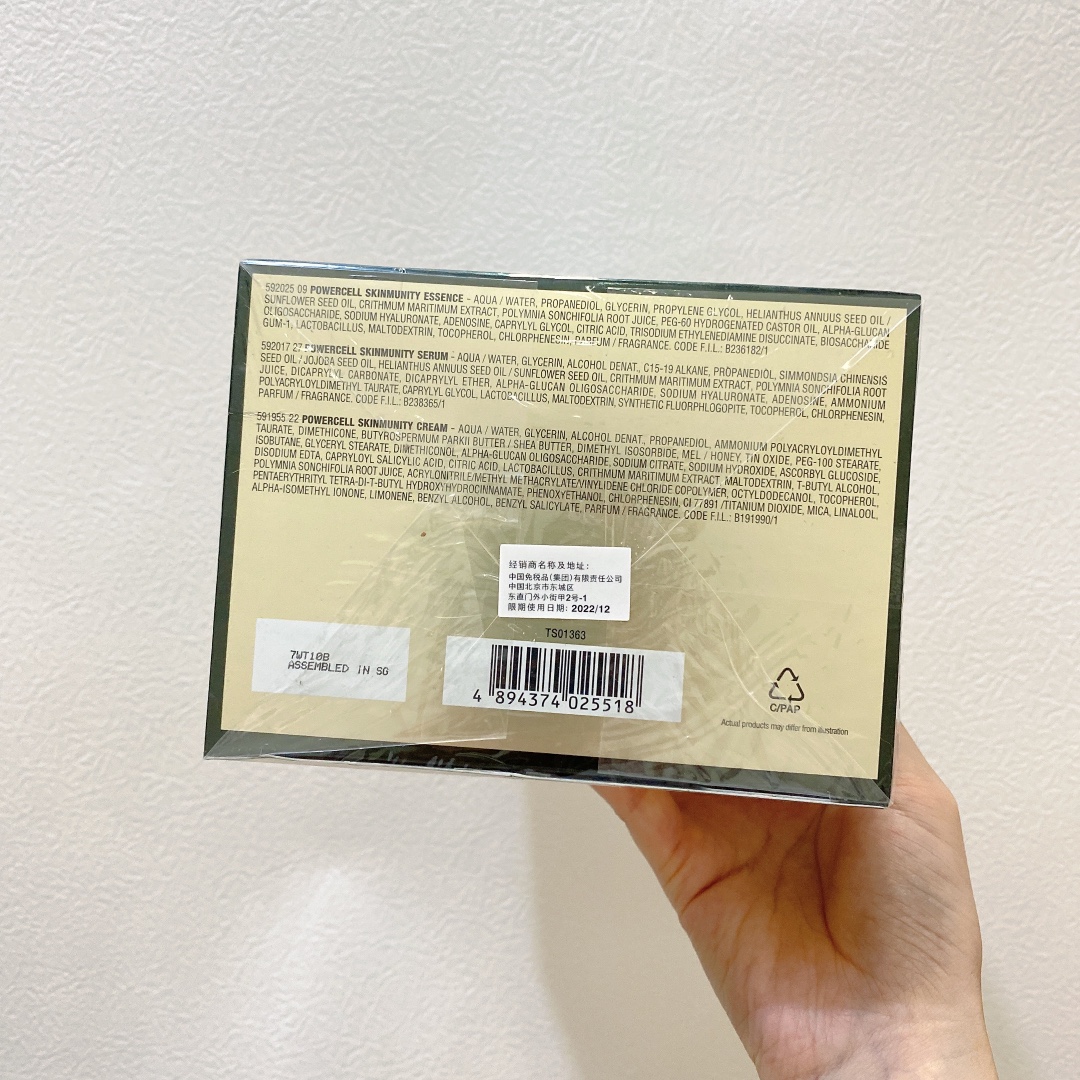 592025 09 POWERCELL SKINMUNITY ESSENCE - AQUA / WATER, PROPANEDIOL, GLYCERIN, PROPYLENE GLYCOL, HELIANTHUS ANNUUS SEED OIL /
SUNFLOWER SEED OIL, CRITHMUM MARITIMUM EXTRACT, POLYMNIA SONCHIFOLIA ROOT JUICE, PEG-60 HYDROGENATED CASTOR OIL, ALPHA-GLUCAN
OLIGOSACCHARIDE, SODIUM HYALURONATE, ADENOSINE, CAPRYLYL GLYCOL, CITRIC ACID, TRISODIUM ETHYLENEDIAMINE DISUCCINATE, BIOSACCHARIDE
GUM-1, LACTOBACILLUS, MALTODEXTRIN, TOCOPHEROL, CHLORPHENESIN, PARFUM / FRAGRANCE. CODE F.I.L.: B236182/1
592017 27 POWERCELL SKINMUNITY SERUM - AQUA / WATER, GLYCERIN, ALCOHOL DENAT., C15-19 ALKANE, PROPANEDIOL, SIMMONDSIA CHINENSIS
SEED OIL / JOJOBA SEED OIL, HELIANTHUS ANNUUS SEED OIL / SUNFLOWER SEED OIL, CRITHMUM MARITIMUM EXTRACT, POLYMNIA SONCHIFOLIA ROOT
JUICE, DICAPRYLYL CARBONATE, DICAPRYLYL ETHER, ALPHA-GLUCAN OLIGOSACCHARIDE, SODIUM HYALURONATE, ADENOSINE, AMMONIUM
POLYACRYLOYLDIMETHYL TAURATE, CAPRYLYL GLYCOL, LACTOBACILLUS, MALTODEXTRIN, SYNTHETIC FLUORPHLOGOPITE, TOCOPHEROL, CHLORPHENESIN,
PARFUM / FRAGRANCE. CODE F.I.L.: B238365/1
591955 22 POWERCELL SKINMUNITY CREAM - AQUA / WATER, GLYCERIN, ALCOHOL DENAT., PROPANEDIOL, AMMONIUM POLYACRYLOYLDIMETHYL
TAURATE, DIMETHICONE, BUTYROSPERMUM PARKII BUTTER / SHEA BUTTER, DIMETHYL ISOSORBIDE, MEL / HONEY, TIN OXIDE, PEG-100 STEARATE,
ISOBUTANE, GLYCERYL STEARATE, DIMETHICONOL, ALPHA-GLUCAN OLIGOSACCHARIDE, SODIUM CITRATE, SODIUM HYDROXIDE, ASCORBYL GLUCOSIDE,
DISODIUM EDTA, CAPRYLOYL SALICYLIC ACID, CITRIC ACID, LACTOBACILLUS, CRITHMUM MARITIMUM EXTRACT, MALTODEXTRIN, T-BUTYL ALCOHOL,
POLYMNIA SONCHIFOLIA ROOT JUICE, ACRYLONITRILE/METHYL METHACRYLATE/VINYLIDENE CHLORIDE COPOLYMER, OCTYLDODECANOL, TOCOPHEROL,
PENTAERYTHRITYL TETRA-DI-T-BUTYL HYDROXYHYDROCINNAMATE, PHENOXYETHANOL, CHLORPHENESIN, CI 77891 /TITANIUM DIOXIDE, MICA, LINALOOL,
ALPHA-ISOMETHYL IONONE, LIMONENE, BENZYL ALCOHOL, BENZYL SALICYLATE, PARFUM / FRAGRANCE. CODE F.I.L.: B191990/1
经销商名称及地址:
中国免税品(集团)有限责任公司
中国北京市东城区
东直门外小街甲2号-1
限期使用日期: 2022/12
TS01363
7WT10B
ASSEMBLED IN SG
4 894374 025518
C/PAP
Actual products may differ from illustration